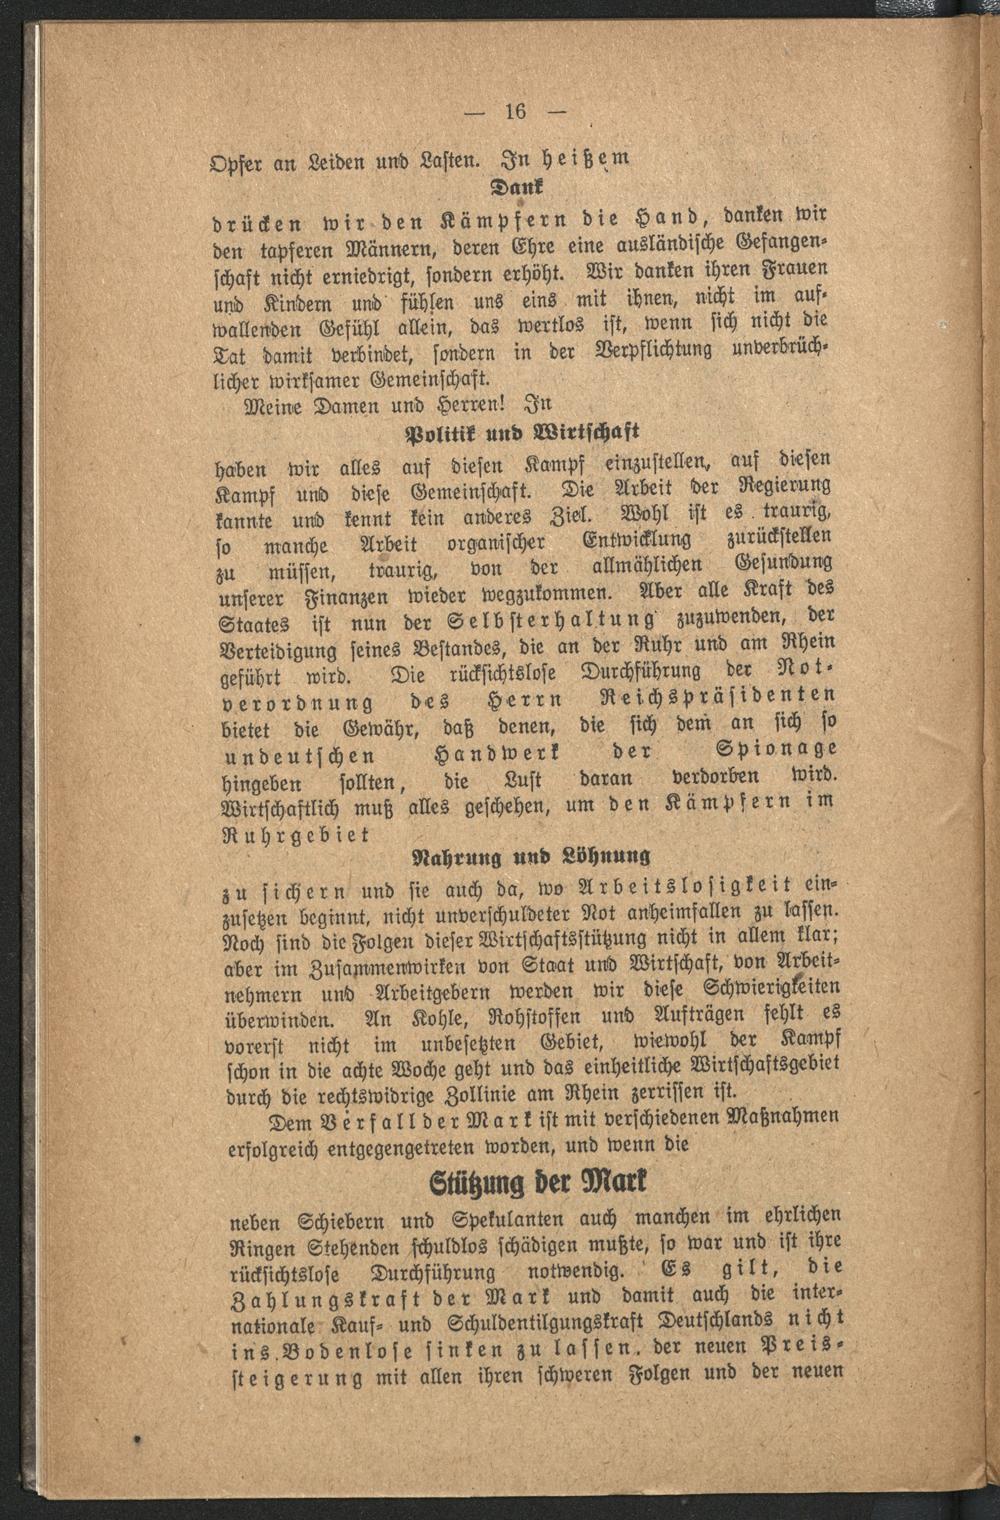 — 16 —
Opfer an Leiden und Lasten. In heißem
Dank
drücken wir den Kämpfern die Hand, danken wir
den tapferen Männern, deren Ehre eine ausländische Gefangen-
schaft nicht erniedrigt, sondern erhöht. Wir danken ihren Frauen
und Kindern und fühlen uns eins mit ihnen, nicht im auf-
wallenden Gefühl allein, das wertlos ist, wenn sich nicht die
Tat damit verbindet, sondern in der Verpflichtung unverbrüch-
licher wirksamer Gemeinschaft.
Meine Damen und Herren! In
Politik und Wirtschaft
haben wir alles auf diesen Kampf einzustellen, auf diesen
Kampf und diese Gemeinschaft. Die Arbeit der Regierung
kannte und kennt kein anderes Ziel. Wohl ist es traurig,
so manche Arbeit organischer Entwicklung zurückstellen
zu müssen, traurig, von der allmählichen Gesundung
unserer Finanzen wieder wegzukommen. Aber alle Kraft des
Staates ist nun der Selbsterhaltung zuzuwenden, der
Verteidigung seines Bestandes, die an der Ruhr und am Rhein
geführt wird. Die rücksichtslose Durchführung der Not-
verordnung des Herrn Reichspräsidenten
bietet die Gewähr, daß denen, die sich dem an sich so
undeutschen Handwerk der Spionage
hingeben sollten, die Lust daran verdorben wird.
Wirtschaftlich muß alles geschehen, um den Kämpfern im
Ruhrgebiet
Nahrung und Löhnung
zu sichern und sie auch da, wo Arbeitslosigkeit ein-
zusetzen beginnt, nicht unverschuldeter Not anheimfallen zu lassen.
Noch sind die Folgen dieser Wirtschaftsstützung nicht in allem klar;
aber im Zusammenwirken von Staat und Wirtschaft, von Arbeit-
nehmern und Arbeitgebern werden wir diese Schwierigkeiten
überwinden. An Kohle, Rohstoffen und Aufträgen fehlt es
vorerst nicht im unbesetzten Gebiet, wiewohl der Kampf
schon in die achte Woche geht und das einheitliche Wirtschaftsgebiet
durch die rechtswidrige Zollinie am Rhein zerrissen ist.
Dem Verfall der Mark ist mit verschiedenen Maßnahmen
erfolgreich entgegengetreten worden, und wenn die
Stützung der Mark
neben Schiebern und Spekulanten auch manchen im ehrlichen
Ringen Stehenden schuldlos schädigen mußte, so war und ist ihre
rücksichtslose Durchführung notwendig. Es gilt, die
Zahlungskraft der Mark und damit auch die inter-
nationale Kauf- und Schuldentilgungskraft Deutschlands nicht
ins Bodenlose sinken zu lassen. der neuen Preis-
steigerung mit allen ihren schweren Folgen und der neuen